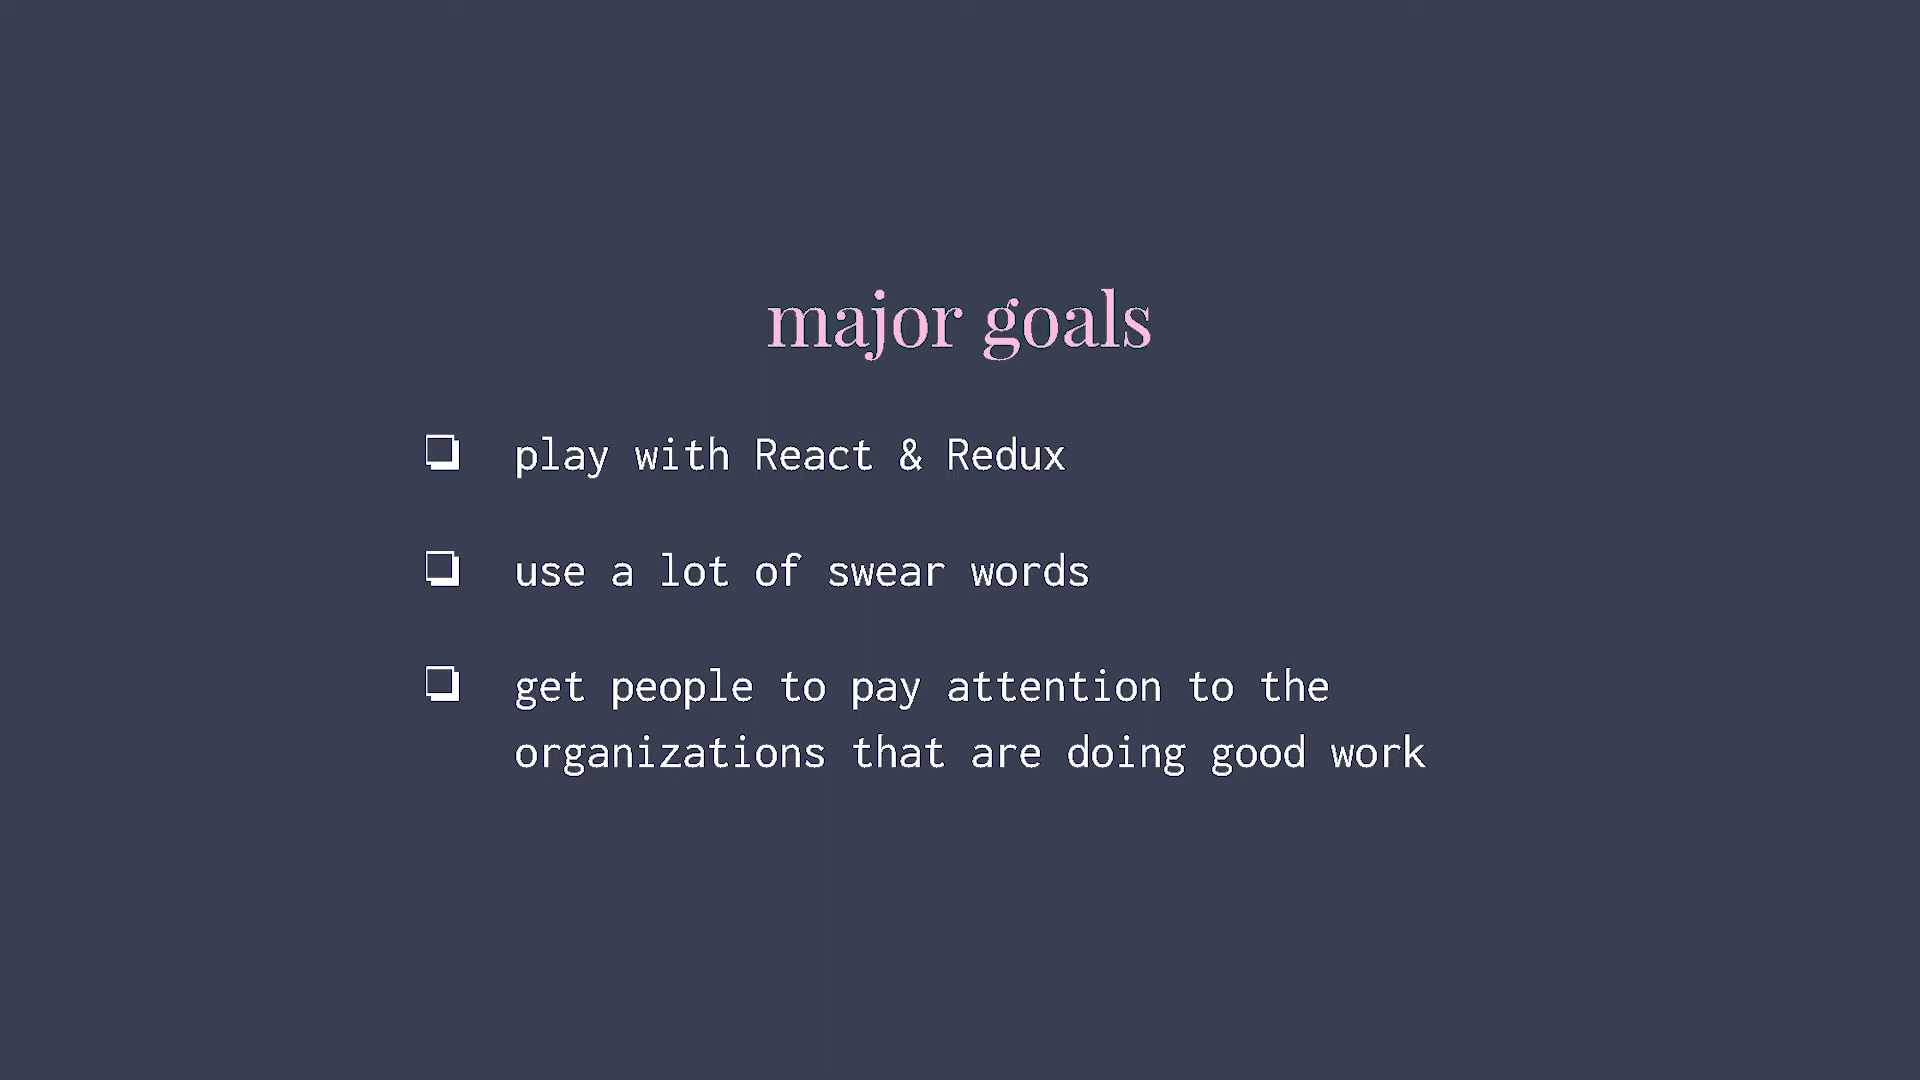 major goals
❏ play with React & Redux
❏ use a lot of swear words
❏ get people to pay attention to the
organizations that are doing good work